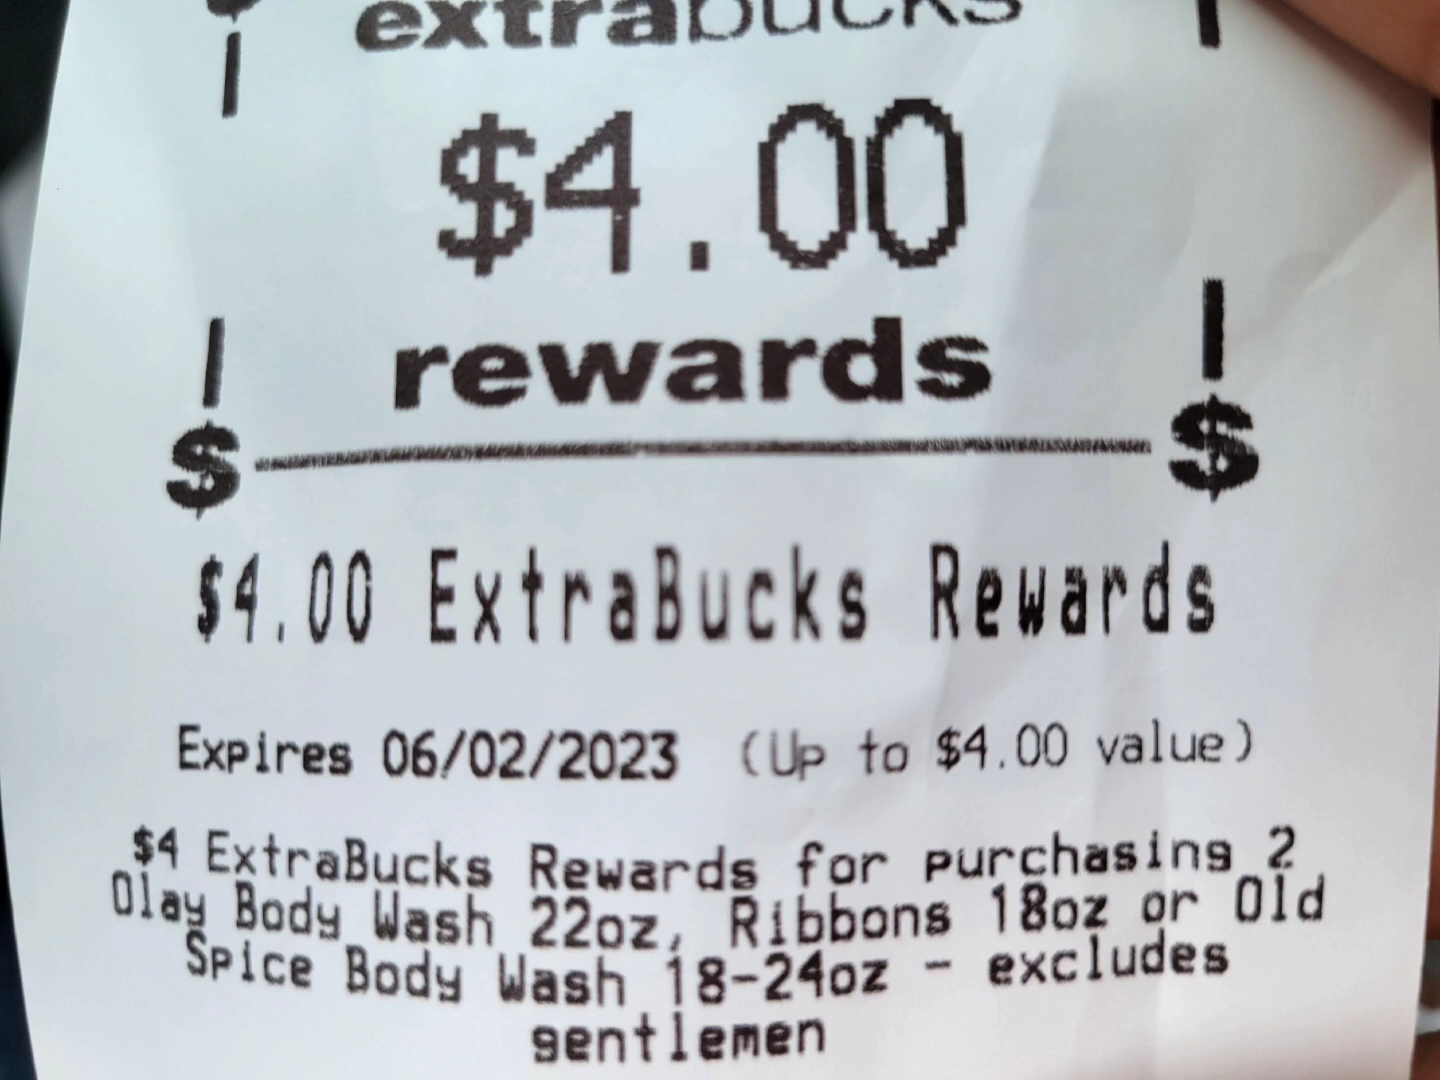 extrabucks
$4.00
rewards
$ $
$4.00 ExtraBucks Rewards
Expires 06/02/2023 (Up to $4.00 value)
$4 ExtraBucks Rewards for purchasing 2
Olay Body Wash 22oz, Ribbons 18oz or Old
Spice Body Wash 18-24oz - excludes
gentlemen